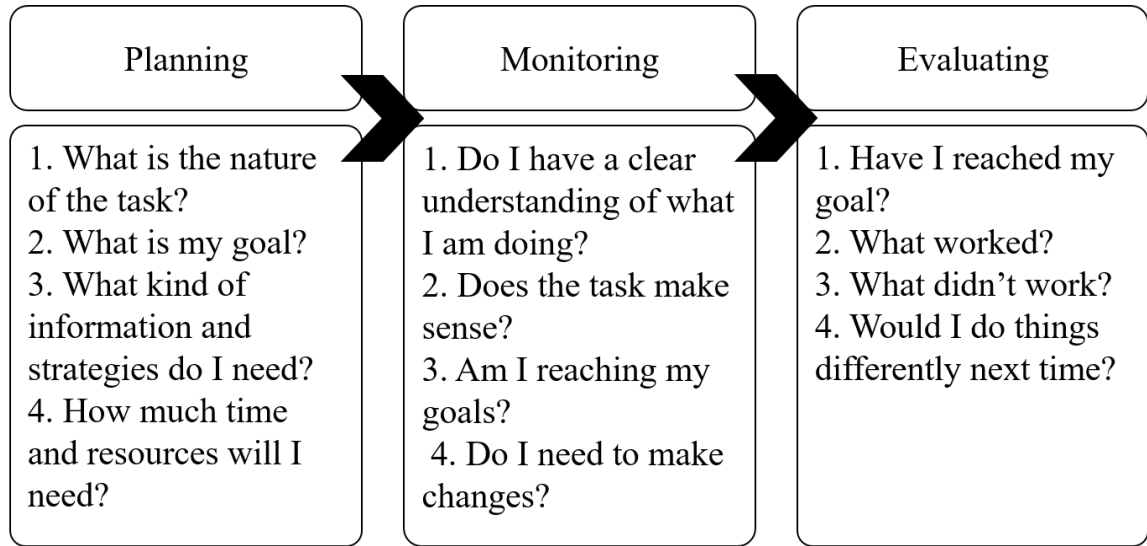 Planning
1. What is the nature
of the task?
2. What is my goal?
3. What kind of
information and
strategies do I need?
4. How much time
and resources will I
need?
Monitoring
1. Do I have a clear
understanding of what
I am doing?
2. Does the task make
sense?
3. Am I reaching my
goals?
4. Do I need to make
changes?
Evaluating
1. Have I reached my
goal?
2. What worked?
3. What didn’t work?
4. Would I do things
differently next time?